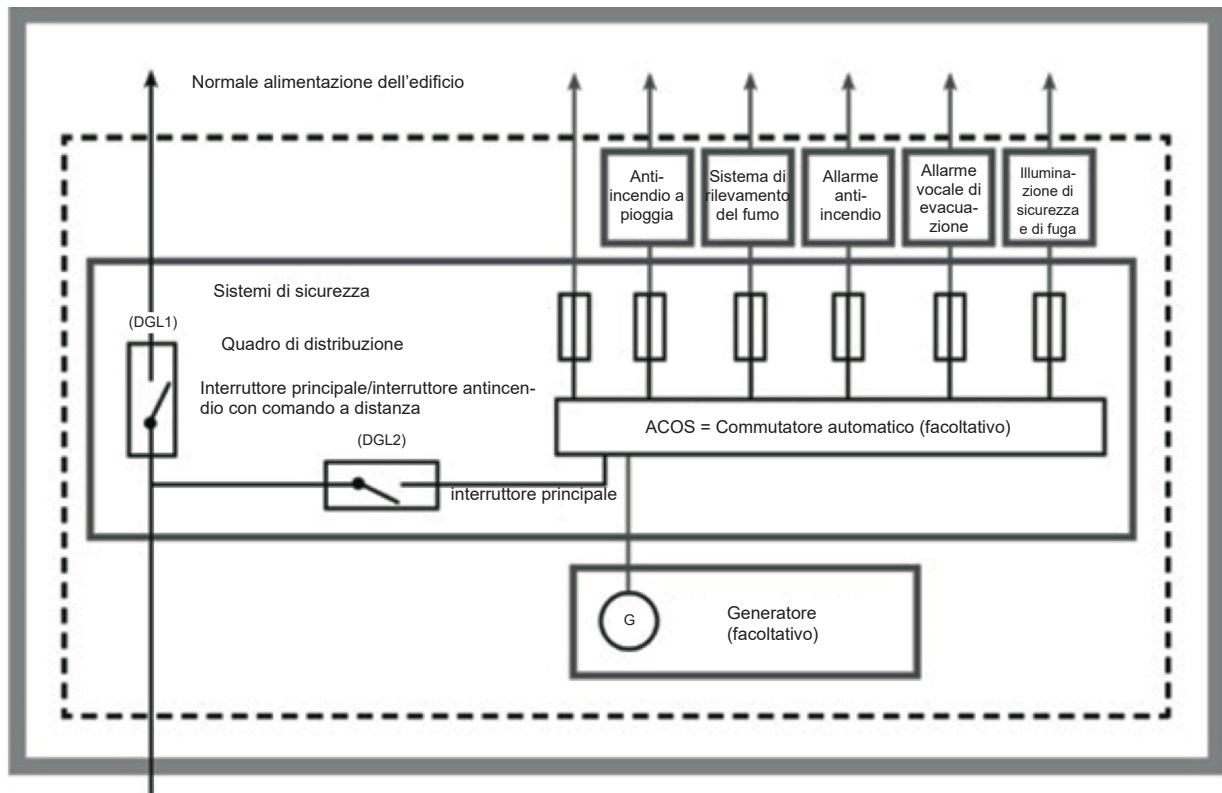 Normale alimentazione dell’edificio
Anti-
incendio a
pioggia
Sistema di
rilevamento
del fumo
Allarme
anti-
incendio
Allarme
vocale di
evacua-
zione
Illumina-
zione di
sicurezza
e di fuga
Sistemi di sicurezza
(DGL1)
Quadro di distribuzione
Interruttore principale/interruttore antincen-
dio con comando a distanza
(DGL2)
interruttore principale
ACOS = Commutatore automatico (facoltativo)
G
Generatore
(facoltativo)